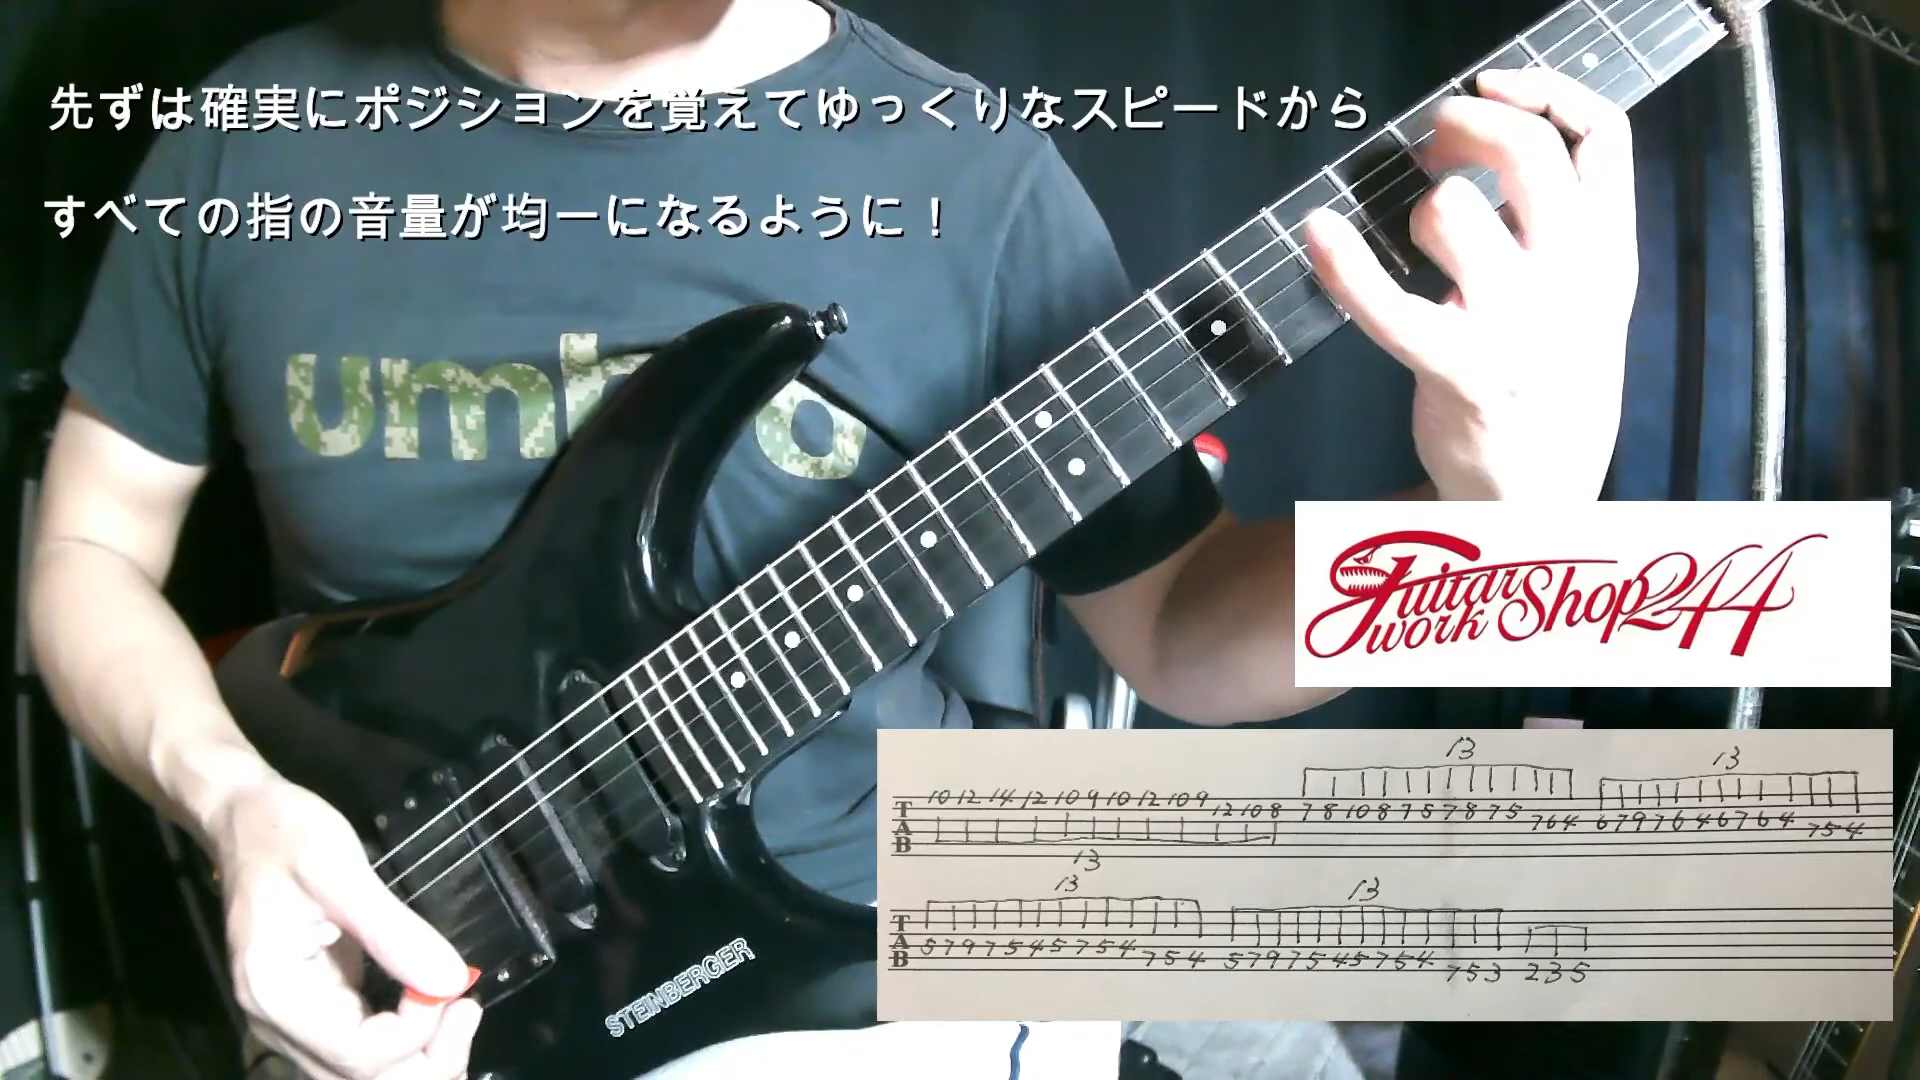 先ずは確実にポジションを覚えてゆっくりなスピードから
すべての指の音量が均一になるように！
umb o
Guitar
work Shop244
STEINBERGER
13 13
10 12 14 12 10 9 10 12 10 9 12 10 8 7 8 10 8 7 5 7 8 7 5 7 6 4 6 7 9 7 6 4 6 7 6 4 7 5 4
TAB
13
13 13
TAB
5 7 9 7 5 4 5 7 5 4 7 5 4 5 7 9 7 5 4 5 7 5 4 7 5 3 2 3 5